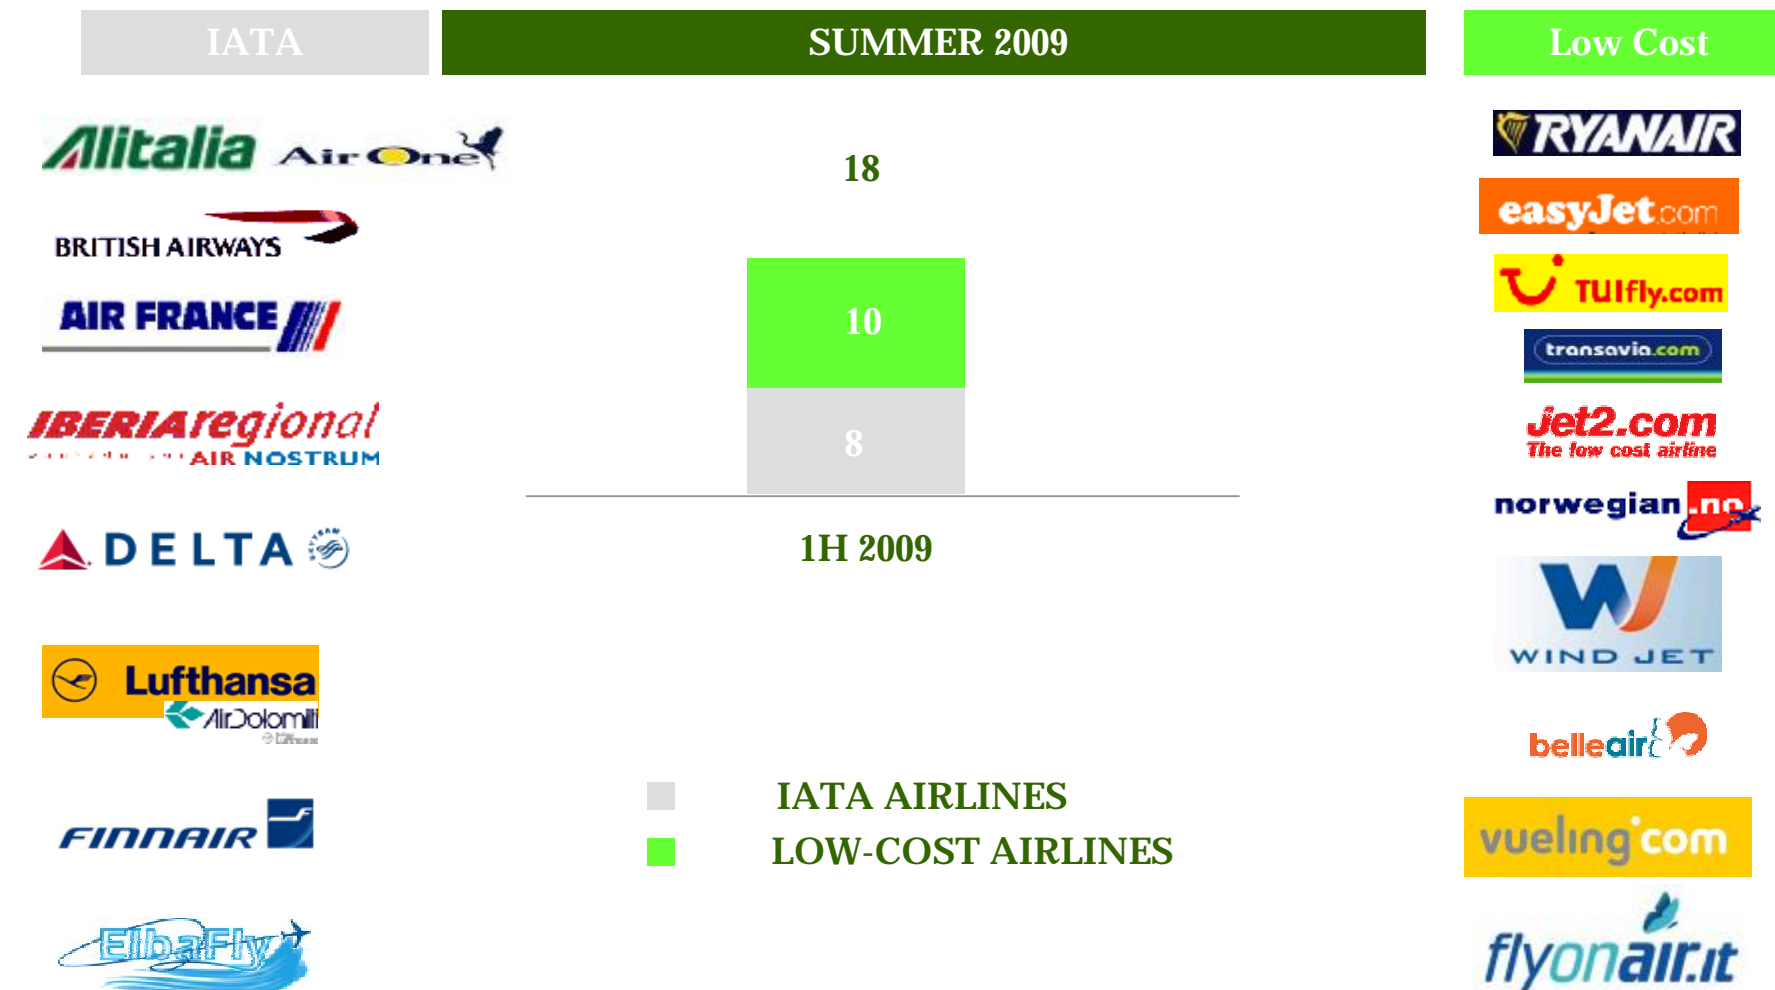 IATA
SUMMER 2009
Low Cost
Alitalia
Air One
BRITISH AIRWAYS
AIR FRANCE
IBERIA regional
AIR NOSTRUM
DELTA
Lufthansa
AirDolomiti
FINNAIR
ElbaFly
18
10
8
1H 2009
IATA AIRLINES
LOW-COST AIRLINES
RYANAIR
easyJet.com
TUIfly.com
transavia.com
Jet2.com
The low cost airline
norwegian.no
WIND JET
belleair
vueling.com
flyonair.it